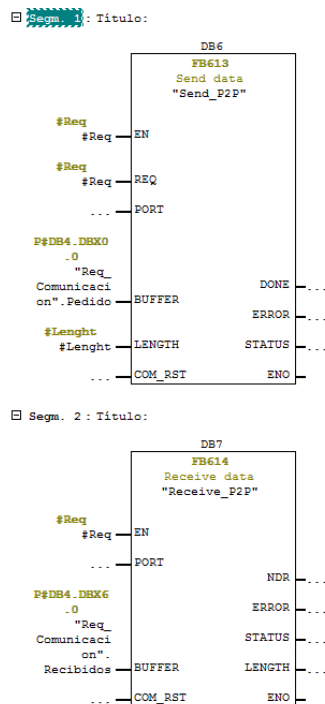 Segm. 1: Título:
DB6
FB613
Send data
"Send_P2P"
#Req
#Req
EN
#Req
#Req
REQ
...
PORT
P#DB4.DBX0
.0
"Req_
Comunicaci
on".Pedido
BUFFER
DONE
...
ERROR
...
#Lenght
#Lenght
LENGTH
STATUS
...
...
COM_RST
ENO
Segm. 2 : Título:
DB7
FB614
Receive data
"Receive_P2P"
#Req
#Req
EN
...
PORT
NDR
...
P#DB4.DBX6
.0
"Req_
Comunicaci
on".
Recibidos
BUFFER
ERROR
...
STATUS
...
LENGTH
...
...
COM_RST
ENO